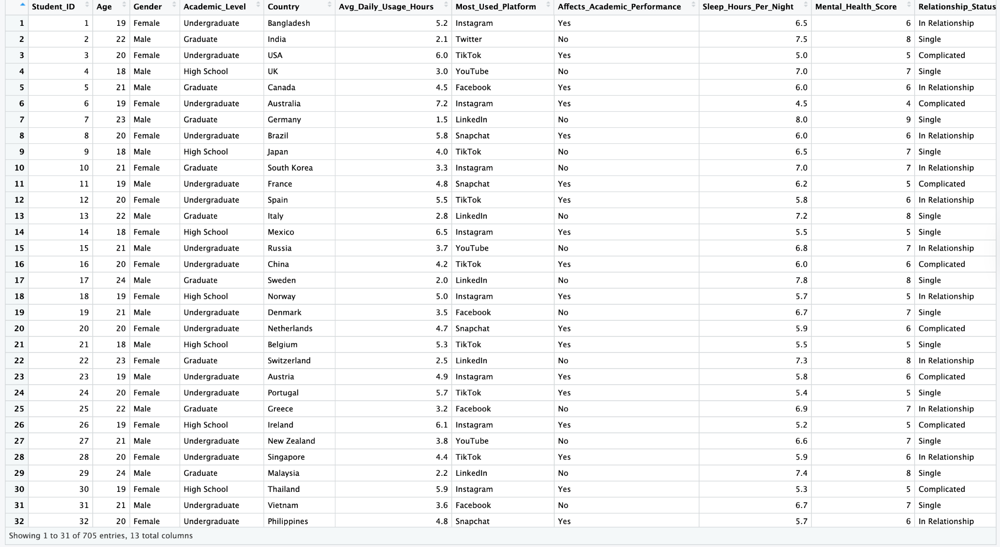 Student_ID Age Gender Academic_Level Country Avg_Daily_Usage_Hours Most_Used_Platform Affects_Academic_Performance Sleep_Hours_Per_Night Mental_Health_Score Relationship_Status
1 1 19 Female Undergraduate Bangladesh 5.2 Instagram Yes 6.5 6 In Relationship
2 2 22 Male Graduate India 2.1 Twitter No 7.5 8 Single
3 3 20 Female Undergraduate USA 6.0 TikTok Yes 5.0 5 Complicated
4 4 18 Male High School UK 3.0 YouTube No 7.0 7 Single
5 5 21 Male Graduate Canada 4.5 Facebook Yes 6.0 6 In Relationship
6 6 19 Female Undergraduate Australia 7.2 Instagram Yes 4.5 4 Complicated
7 7 23 Male Graduate Germany 1.5 LinkedIn No 8.0 9 Single
8 8 20 Female Undergraduate Brazil 5.8 Snapchat Yes 6.0 6 In Relationship
9 9 18 Male High School Japan 4.0 TikTok No 6.5 7 Single
10 10 21 Female Graduate South Korea 3.3 Instagram No 7.0 7 In Relationship
11 11 19 Male Undergraduate France 4.8 Snapchat Yes 6.2 5 Complicated
12 12 20 Female Undergraduate Spain 5.5 TikTok Yes 5.8 6 In Relationship
13 13 22 Male Graduate Italy 2.8 LinkedIn No 7.2 8 Single
14 14 18 Female High School Mexico 6.5 Instagram Yes 5.5 5 Single
15 15 21 Male Undergraduate Russia 3.7 YouTube No 6.8 7 In Relationship
16 16 20 Female Undergraduate China 4.2 TikTok Yes 6.0 6 Complicated
17 17 24 Male Graduate Sweden 2.0 LinkedIn No 7.8 8 Single
18 18 19 Female High School Norway 5.0 Instagram Yes 5.7 5 In Relationship
19 19 21 Male Undergraduate Denmark 3.5 Facebook No 6.7 7 Single
20 20 20 Female Undergraduate Netherlands 4.7 Snapchat Yes 5.9 6 Complicated
21 21 18 Male High School Belgium 5.3 TikTok Yes 5.5 5 Single
22 22 23 Female Graduate Switzerland 2.5 LinkedIn No 7.3 8 In Relationship
23 23 19 Male Undergraduate Austria 4.9 Instagram Yes 5.8 6 Complicated
24 24 20 Female Undergraduate Portugal 5.7 TikTok Yes 5.4 5 Single
25 25 22 Male Graduate Greece 3.2 Facebook No 6.9 7 In Relationship
26 26 19 Female High School Ireland 6.1 Instagram Yes 5.2 5 Complicated
27 27 21 Male Undergraduate New Zealand 3.8 YouTube No 6.6 7 Single
28 28 20 Female Undergraduate Singapore 4.4 TikTok Yes 5.9 6 In Relationship
29 29 24 Male Graduate Malaysia 2.2 LinkedIn No 7.4 8 Single
30 30 19 Female High School Thailand 5.9 Instagram Yes 5.3 5 Complicated
31 31 21 Male Undergraduate Vietnam 3.6 Facebook No 6.7 7 Single
32 32 20 Female Undergraduate Philippines 4.8 Snapchat Yes 5.7 6 In Relationship
Showing 1 to 31 of 705 entries, 13 total columns